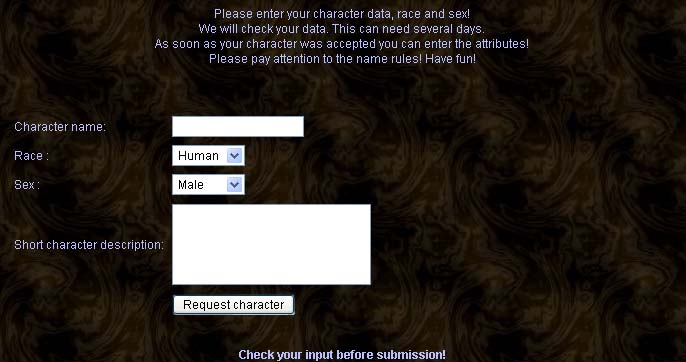 Please enter your character data, race and sex!
We will check your data. This can need several days.
As soon as your character was accepted you can enter the attributes!
Please pay attention to the name rules! Have fun!
Character name:
Race : Human
Sex : Male
Short character description:
Request character
Check your input before submission!